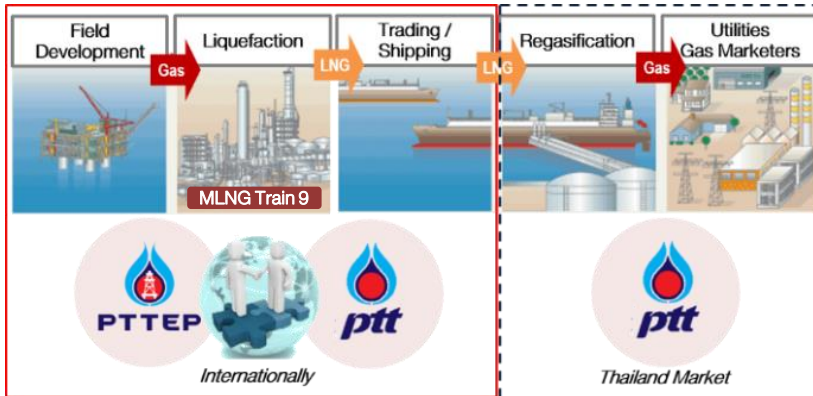 Field
Development
Gas
Liquefaction
LNG
Trading /
Shipping
LNG
Regasification
Gas
Utilities
Gas Marketers
MLNG Train 9
PTTEP
ptt
ptt
Internationally
Thailand Market